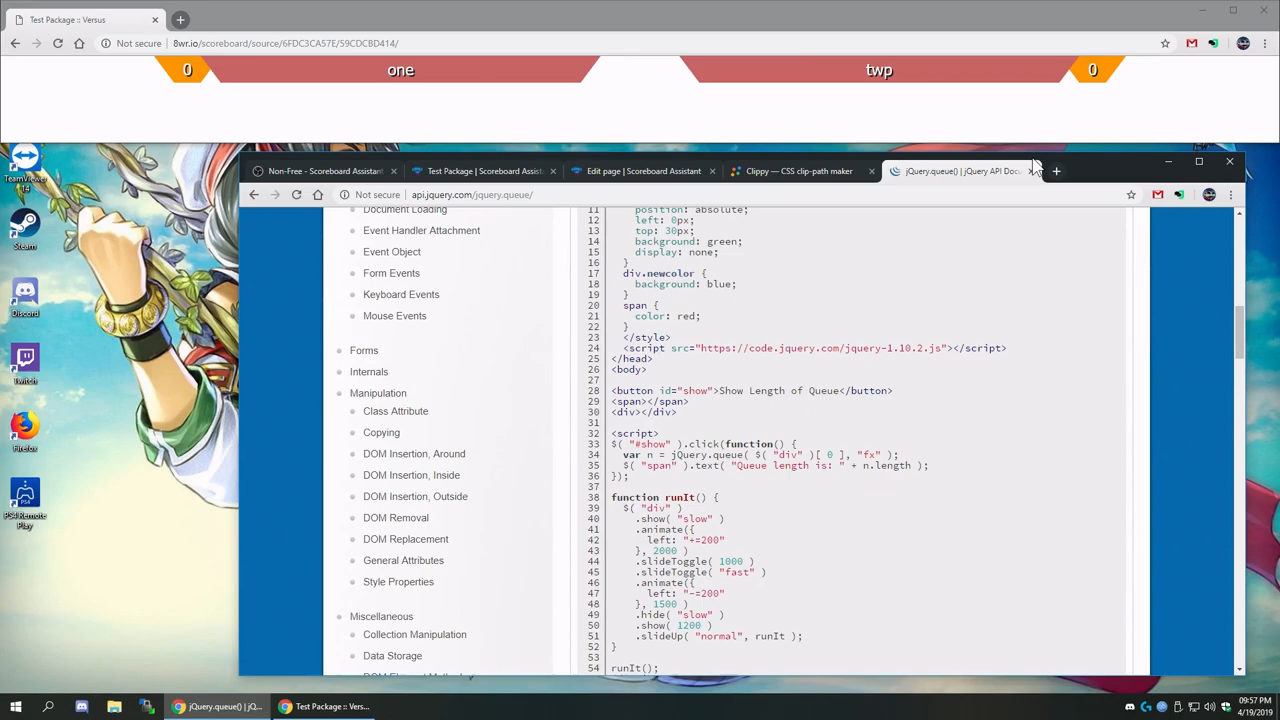 Test Package :: Versus
Not secure
8wr.io/scoreboard/source/6FDC3CA57E/59CDCBD414/
0
one
twp
0
TeamViewer
14
Steam
Discord
Twitch
Firefox
PS4 Remote
Play
Non-Free - Scoreboard Assistant
Test Package | Scoreboard Assist
Edit page | Scoreboard Assistant
Clippy — CSS clip-path maker
jQuery.queue() | jQuery API Docu
Not secure
api.jquery.com/jquery.queue/
Document Loading
Event Handler Attachment
Event Object
Form Events
Keyboard Events
Mouse Events
Forms
Internals
Manipulation
Class Attribute
Copying
DOM Insertion, Around
DOM Insertion, Inside
DOM Insertion, Outside
DOM Removal
DOM Replacement
General Attributes
Style Properties
Miscellaneous
Collection Manipulation
Data Storage
11 position: absolute;
12 left: 0px;
13 top: 30px;
14 background: green;
15 display: none;
16 }
17 div.newcolor {
18 background: blue;
19 }
20 span {
21 color: red;
22 }
23 </style>
24 <script src="https://code.jquery.com/jquery-1.10.2.js"></script>
25 </head>
26 <body>
27
28 <button id="show">Show Length of Queue</button>
29 <span></span>
30 <div></div>
31
32 <script>
33 $( "#show" ).click(function() {
34 var n = jQuery.queue( $( "div" )[ 0 ], "fx" );
35 $( "span" ).text( "Queue length is: " + n.length );
36 });
37
38 function runIt() {
39 $( "div" )
40 .show( "slow" )
41 .animate({
42 left: "+=200"
43 }, 2000 )
44 .slideToggle( 1000 )
45 .slideToggle( "fast" )
46 .animate({
47 left: "-=200"
48 }, 1500 )
49 .hide( "slow" )
50 .show( 1200 )
51 .slideUp( "normal", runIt );
52 }
53
54 runIt();
jQuery.queue() | jQ...
Test Package :: Vers...
09:57 PM
4/19/2019